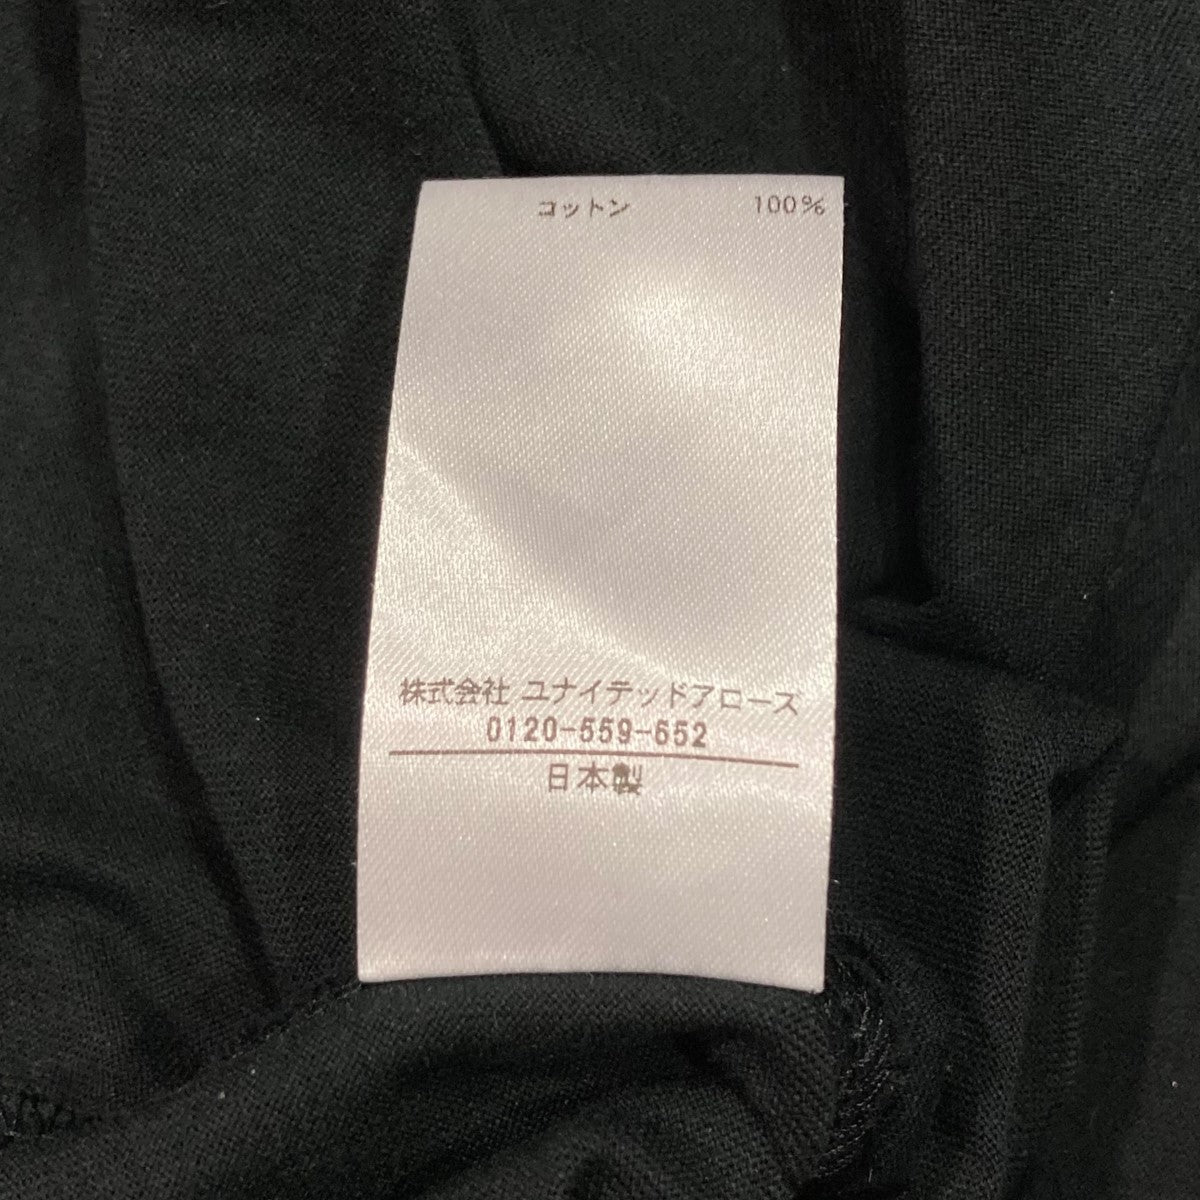 コットン 100%
株式会社 ユナイテッドアローズ
0120-559-652
日本製